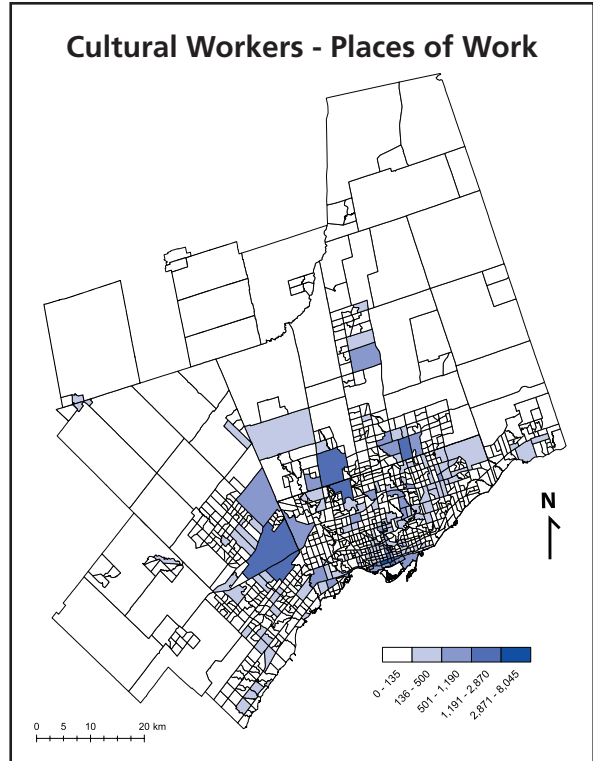 Cultural Workers - Places of Work
N
0 - 135
136 - 500
501 - 1,190
1,191 - 2,870
2,871 - 8,045
0 5 10 20 km